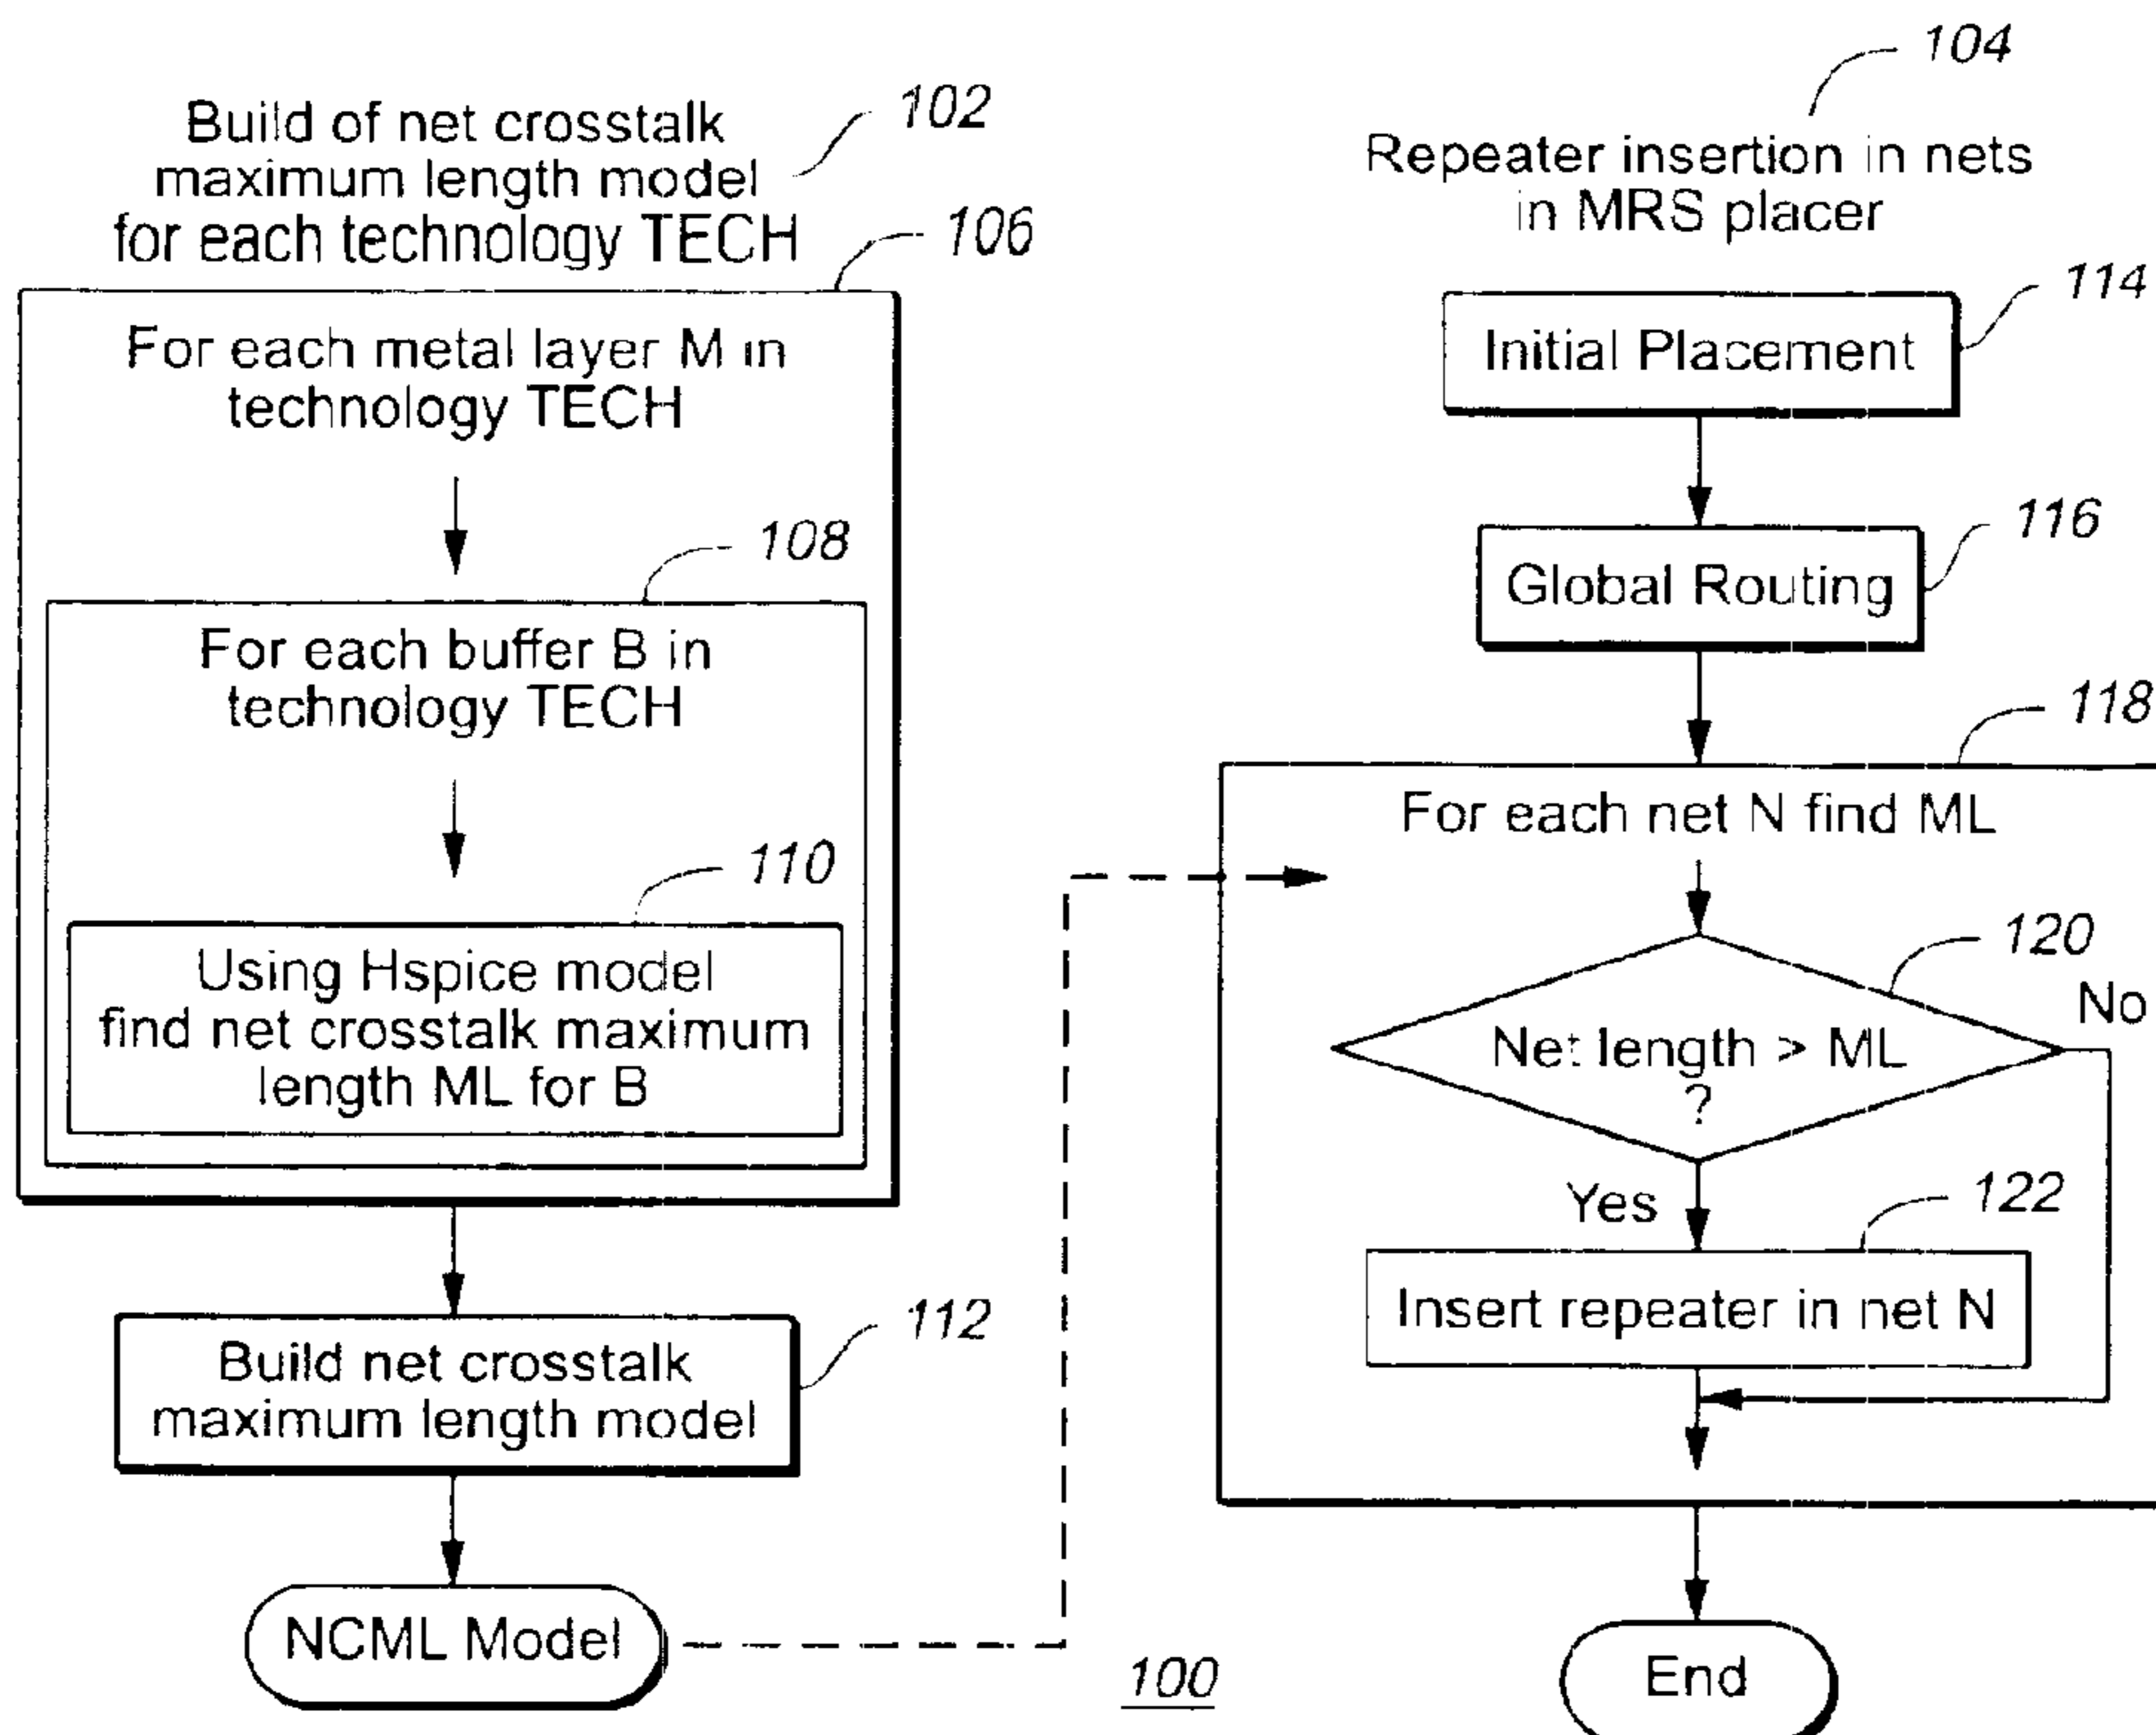 Build of net crosstalk
maximum length model
for each technology TECH
102
106
For each metal layer M in
technology TECH
108
For each buffer B in
technology TECH
110
Using Hspice model
find net crosstalk maximum
length ML for B
112
Build net crosstalk
maximum length model
NCML Model
100
104
Repeater insertion in nets
in MRS placer
114
Initial Placement
116
Global Routing
118
For each net N find ML
120
No
Net length > ML
?
Yes
122
Insert repeater in net N
End